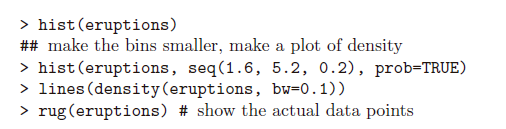 > hist(eruptions)
## make the bins smaller, make a plot of density
> hist(eruptions, seq(1.6, 5.2, 0.2), prob=TRUE)
> lines(density(eruptions, bw=0.1))
> rug(eruptions) # show the actual data points